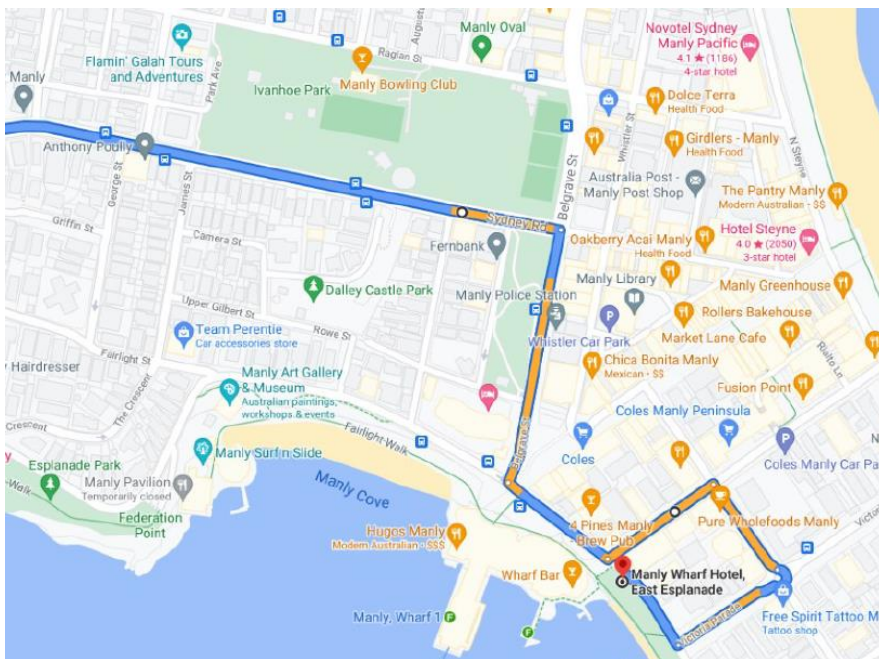 Novotel Sydney
Manly Pacific
4.1 ★ (1186)
4-star hotel
Manly Oval
Raglan St
Flamin' Galah Tours
and Adventures
Park Ave
Manly Bowling Club
Ivanhoe Park
Manly
Dolce Terra
Health Food
Whistler St
N Steyne
Girdlers - Manly
Health Food
Anthony Poully
George St
James St
Belgrave St
Australia Post -
Manly Post Shop
The Pantry Manly
Modern Australian - $$
Sydney Rd
Griffin St
Camera St
Fernbank
Oakberry Acai Manly
Health Food
Hotel Steyne
4.0 ★ (2050)
3-star hotel
Dalley Castle Park
Manly Police Station
Manly Library
Manly Greenhouse
Upper Gilbert St
Rowe St
Rollers Bakehouse
Team Perentie
Car accessories store
Whistler Car Park
Market Lane Cafe
Rialto Ln
Fairlight St
Hairdresser
The Crescent
Chica Bonita Manly
Mexican - $$
Manly Art Gallery
& Museum
Australian paintings,
workshops & events
Fusion Point
Crescent
Coles Manly Peninsula
Fairlight Walk
Belgrave St
Coles
Manly Surf n Slide
Coles Manly Car P
Esplanade Park
Manly Pavilion
Temporarily closed
Manly Cove
-Walk
Federation
Point
Hugos Manly
Modern Australian - $$$
4 Pines Manly
- Brew Pub
Pure Wholefoods Manly
Wharf Bar
Manly Wharf Hotel,
East Esplanade
Manly, Wharf 1
Victoria Parade
Free Spirit Tattoo M
Tattoo shop